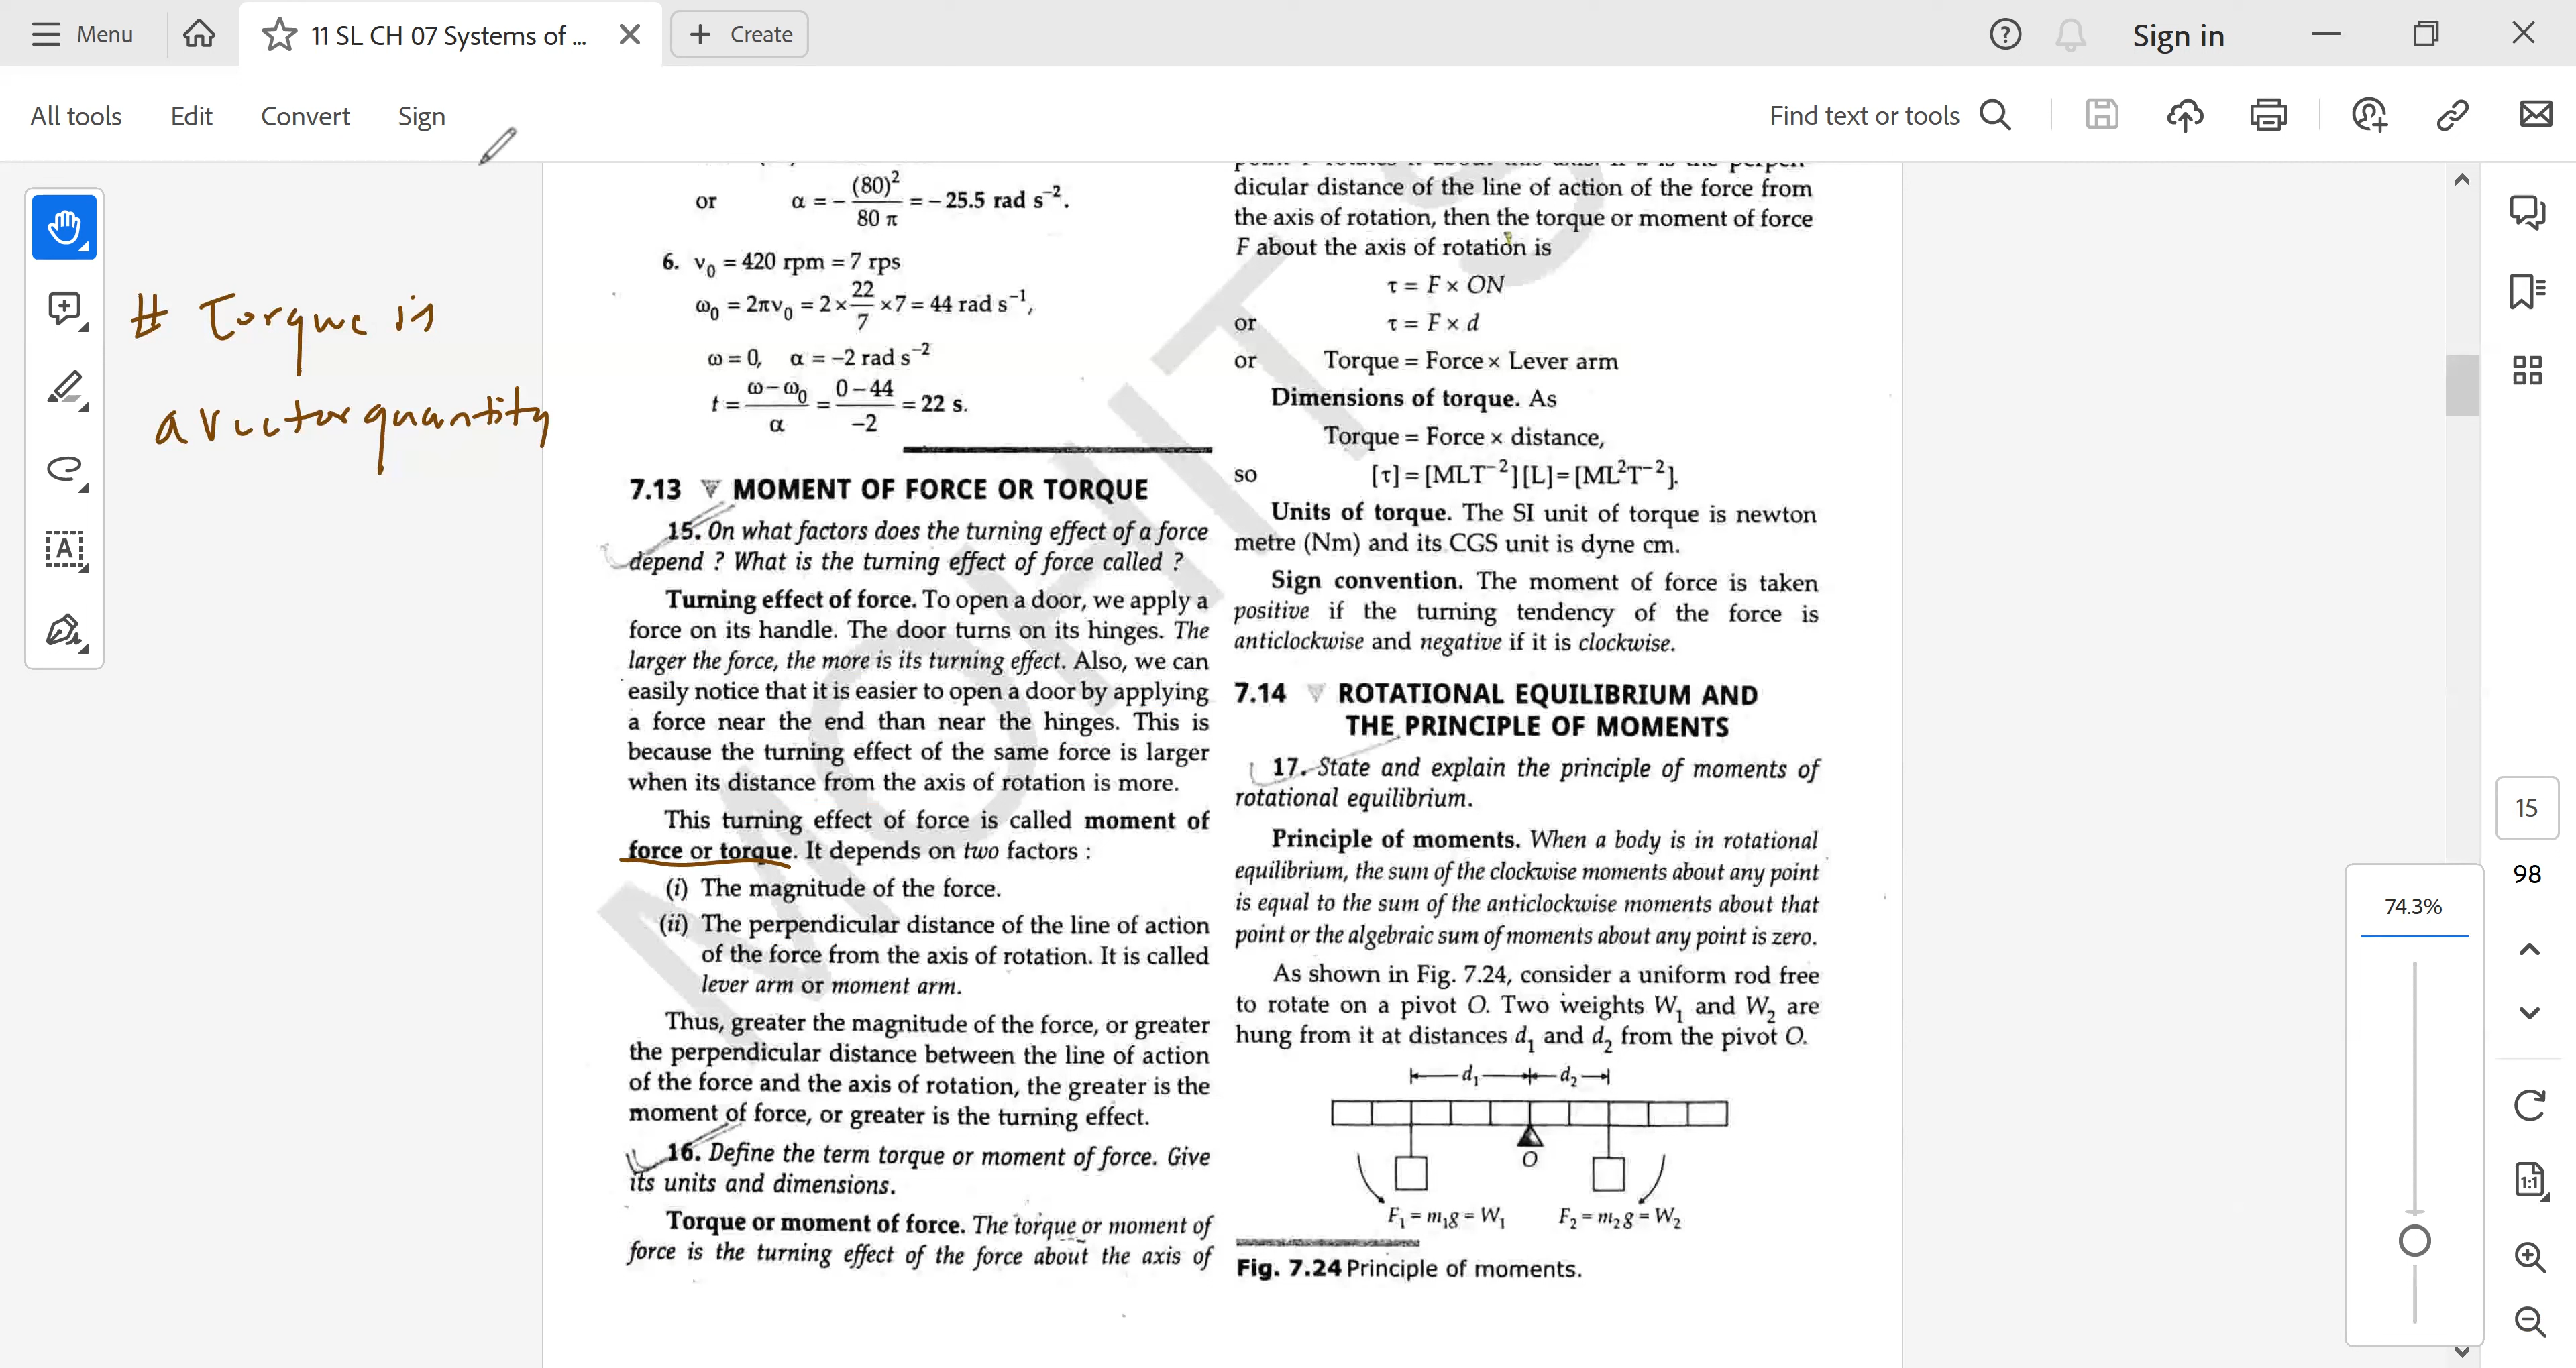 Menu
11 SL CH 07 Systems of ...
Create
Sign in
All tools
Edit
Convert
Sign
Find text or tools
# Torque is
a vector quantity
or α = − (80)² / 80 π = − 25.5 rad s⁻².
6. ν₀ = 420 rpm = 7 rps
ω₀ = 2πν₀ = 2 × 22/7 × 7 = 44 rad s⁻¹,
ω = 0, α = −2 rad s⁻²
t = (ω − ω₀)/α = (0 − 44)/−2 = 22 s.
7.13 ▼ MOMENT OF FORCE OR TORQUE
15. On what factors does the turning effect of a force
depend ? What is the turning effect of force called ?
Turning effect of force. To open a door, we apply a
force on its handle. The door turns on its hinges. The
larger the force, the more is its turning effect. Also, we can
easily notice that it is easier to open a door by applying
a force near the end than near the hinges. This is
because the turning effect of the same force is larger
when its distance from the axis of rotation is more.
This turning effect of force is called moment of
force or torque. It depends on two factors :
(i) The magnitude of the force.
(ii) The perpendicular distance of the line of action
of the force from the axis of rotation. It is called
lever arm or moment arm.
Thus, greater the magnitude of the force, or greater
the perpendicular distance between the line of action
of the force and the axis of rotation, the greater is the
moment of force, or greater is the turning effect.
16. Define the term torque or moment of force. Give
its units and dimensions.
Torque or moment of force. The torque or moment of
force is the turning effect of the force about the axis of
dicular distance of the line of action of the force from
the axis of rotation, then the torque or moment of force
F about the axis of rotation is
τ = F × ON
or τ = F × d
or Torque = Force × Lever arm
Dimensions of torque. As
Torque = Force × distance,
so [τ] = [MLT⁻²][L] = [ML²T⁻²].
Units of torque. The SI unit of torque is newton
metre (Nm) and its CGS unit is dyne cm.
Sign convention. The moment of force is taken
positive if the turning tendency of the force is
anticlockwise and negative if it is clockwise.
7.14 ▼ ROTATIONAL EQUILIBRIUM AND
THE PRINCIPLE OF MOMENTS
17. State and explain the principle of moments of
rotational equilibrium.
Principle of moments. When a body is in rotational
equilibrium, the sum of the clockwise moments about any point
is equal to the sum of the anticlockwise moments about that
point or the algebraic sum of moments about any point is zero.
As shown in Fig. 7.24, consider a uniform rod free
to rotate on a pivot O. Two weights W₁ and W₂ are
hung from it at distances d₁ and d₂ from the pivot O.
d₁ d₂
O
F₁ = m₁g = W₁ F₂ = m₂g = W₂
Fig. 7.24 Principle of moments.
15
98
74.3%
1:1